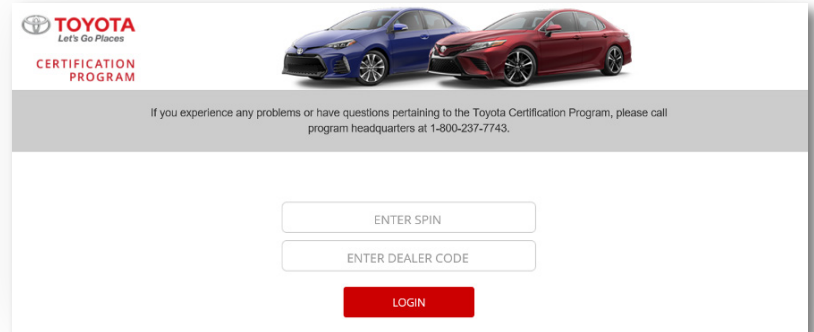 TOYOTA
Let's Go Places
CERTIFICATION
PROGRAM
If you experience any problems or have questions pertaining to the Toyota Certification Program, please call
program headquarters at 1-800-237-7743.
ENTER SPIN
ENTER DEALER CODE
LOGIN